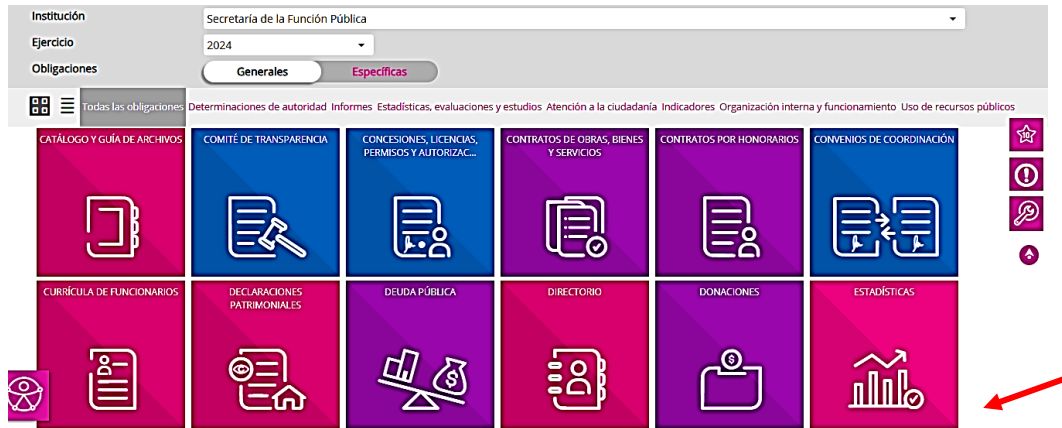 Institución
Secretaría de la Función Pública
Ejercicio
2024
Obligaciones
Generales Específicas
Todas las obligaciones Determinaciones de autoridad Informes Estadísticas, evaluaciones y estudios Atención a la ciudadanía Indicadores Organización interna y funcionamiento Uso de recursos públicos
CATÁLOGO Y GUÍA DE ARCHIVOS
COMITÉ DE TRANSPARENCIA
CONCESIONES, LICENCIAS,
PERMISOS Y AUTORIZAC...
CONTRATOS DE OBRAS, BIENES
Y SERVICIOS
CONTRATOS POR HONORARIOS
CONVENIOS DE COORDINACIÓN
CURRÍCULA DE FUNCIONARIOS
DECLARACIONES
PATRIMONIALES
DEUDA PÚBLICA
DIRECTORIO
DONACIONES
ESTADÍSTICAS
10